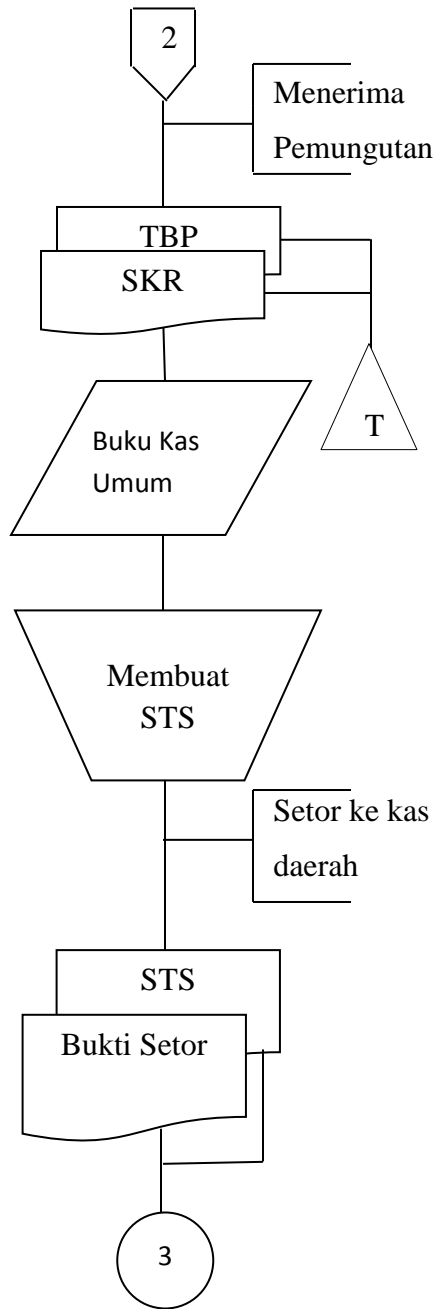 2
Menerima
Pemungutan
TBP
SKR
T
Buku Kas
Umum
Membuat
STS
Setor ke kas
daerah
STS
Bukti Setor
3